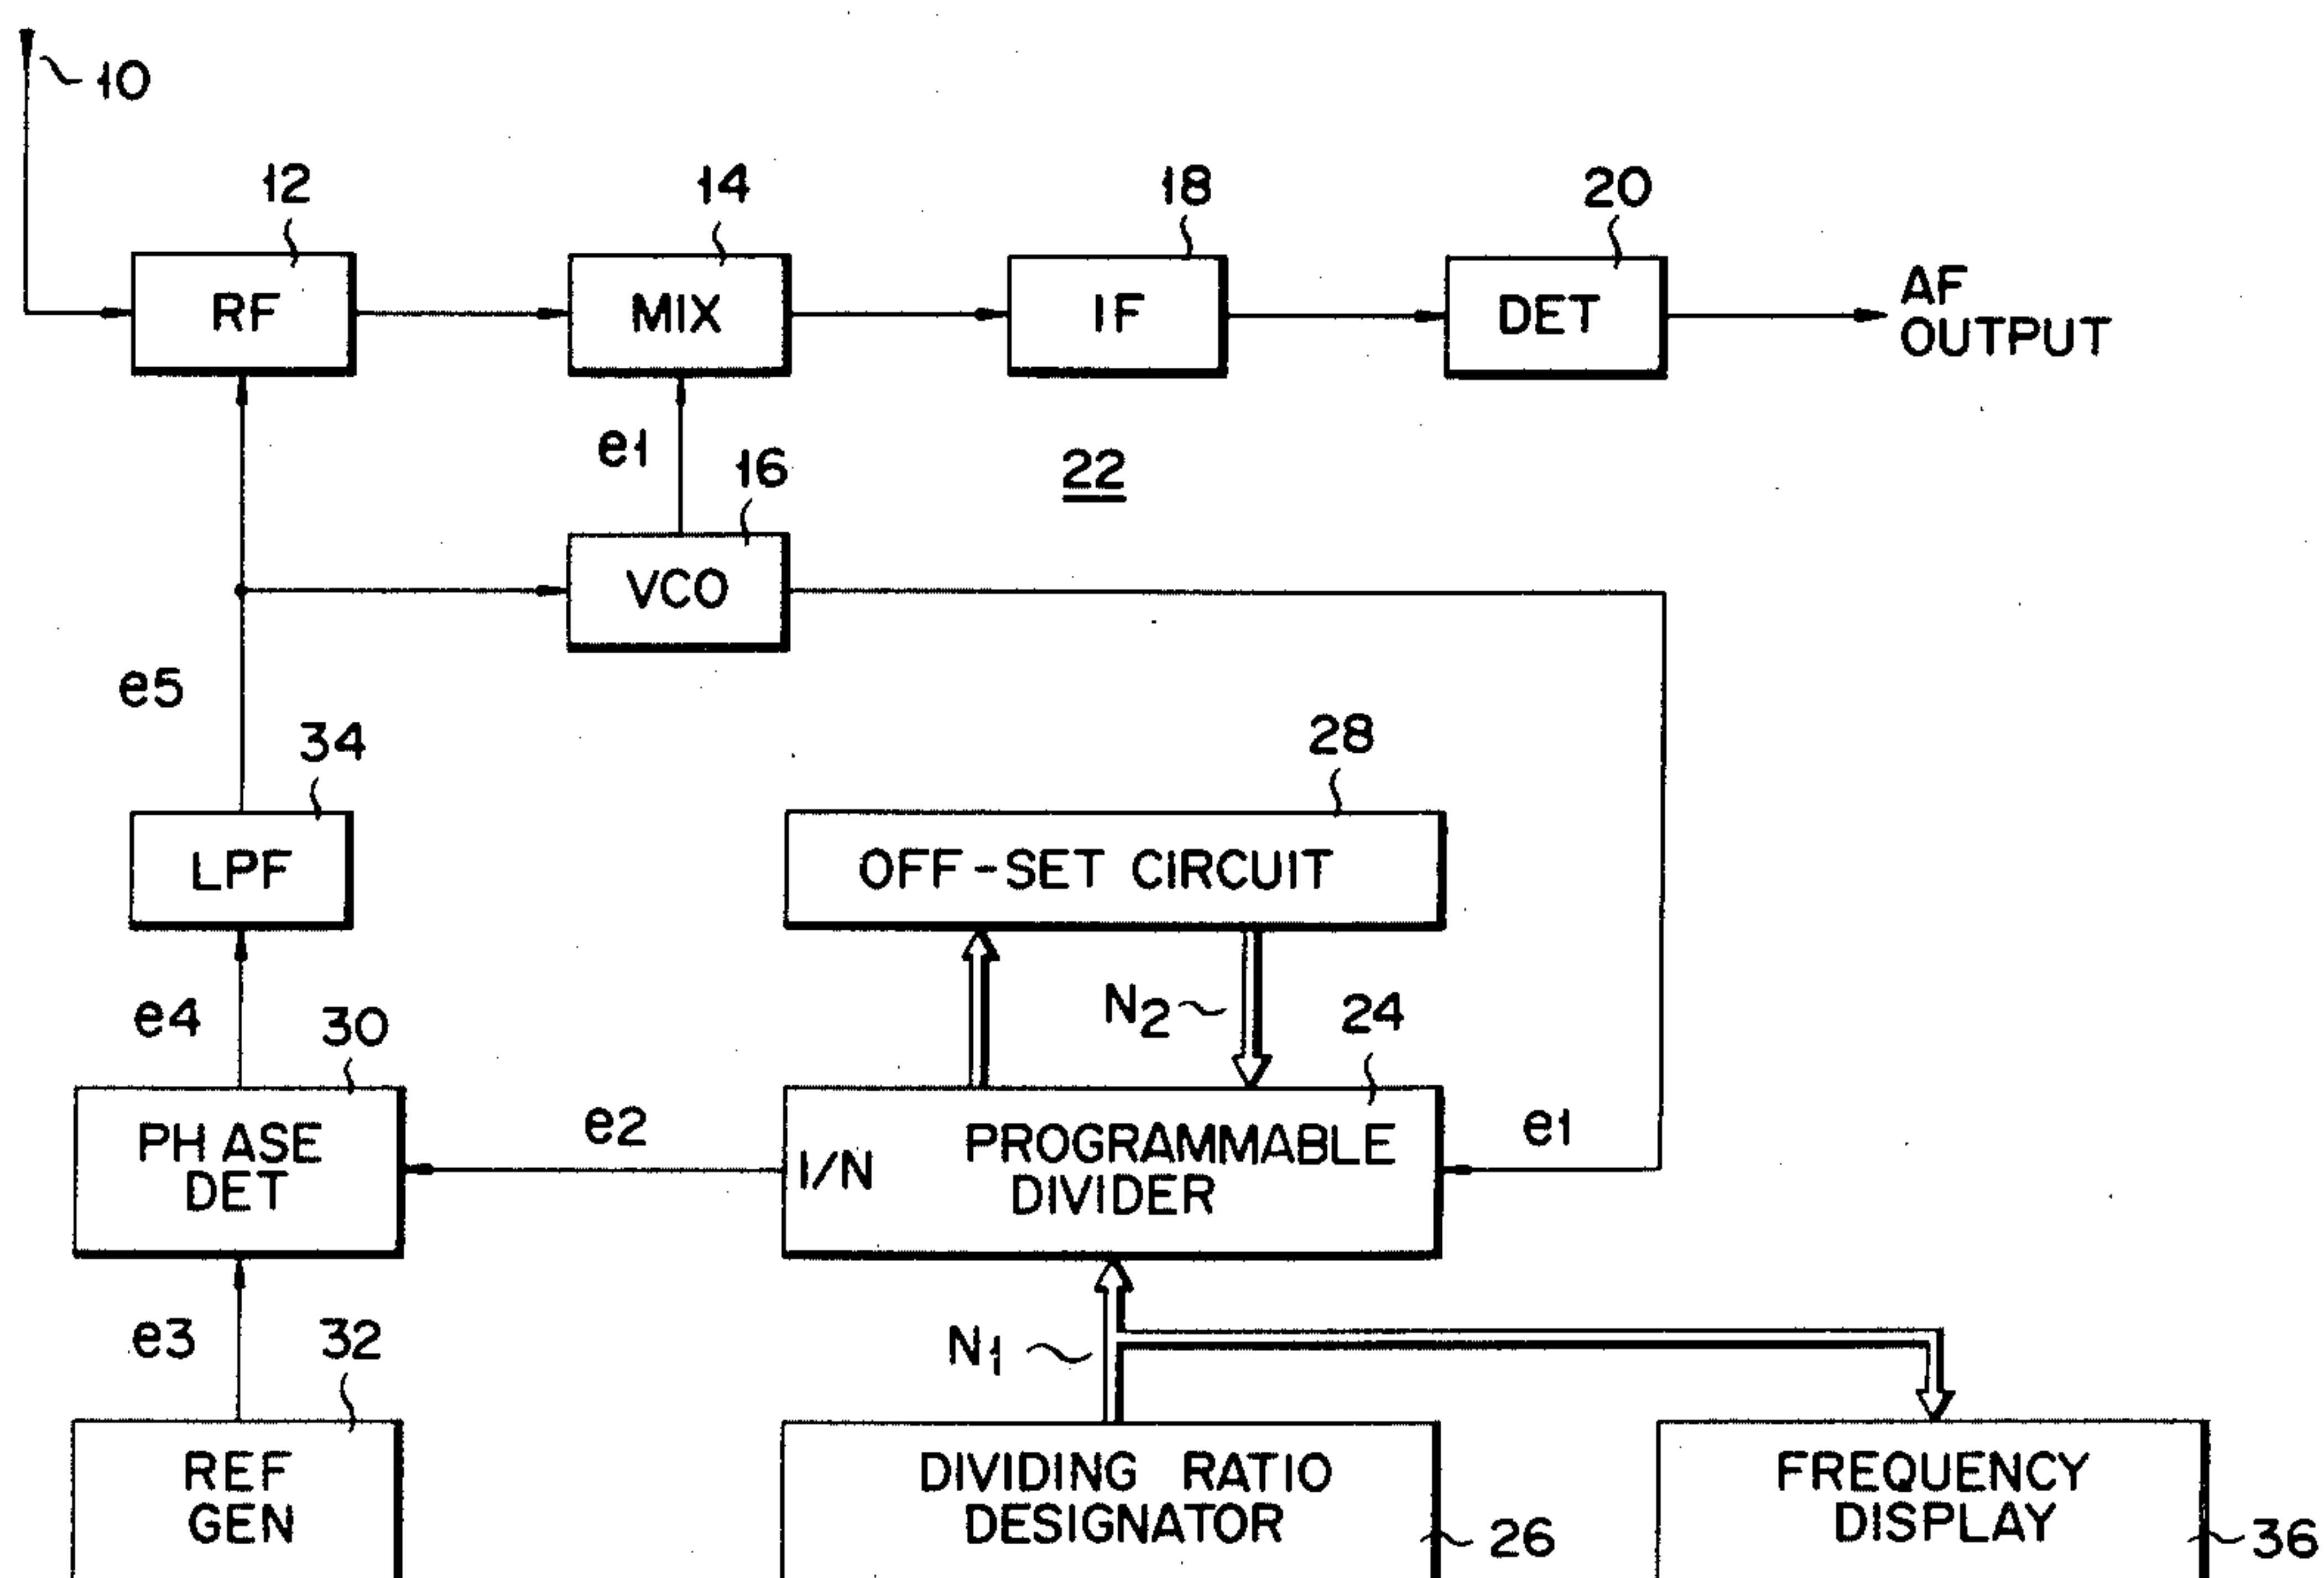 10
12
14
18
20
RF
MIX
IF
DET
AF
OUTPUT
e1
16
22
VCO
e5
34
28
LPF
OFF-SET CIRCUIT
e4
30
N2
24
PHASE
DET
e2
I/N
PROGRAMMABLE
DIVIDER
e1
e3
32
N1
REF
GEN
DIVIDING RATIO
DESIGNATOR
26
FREQUENCY
DISPLAY
36